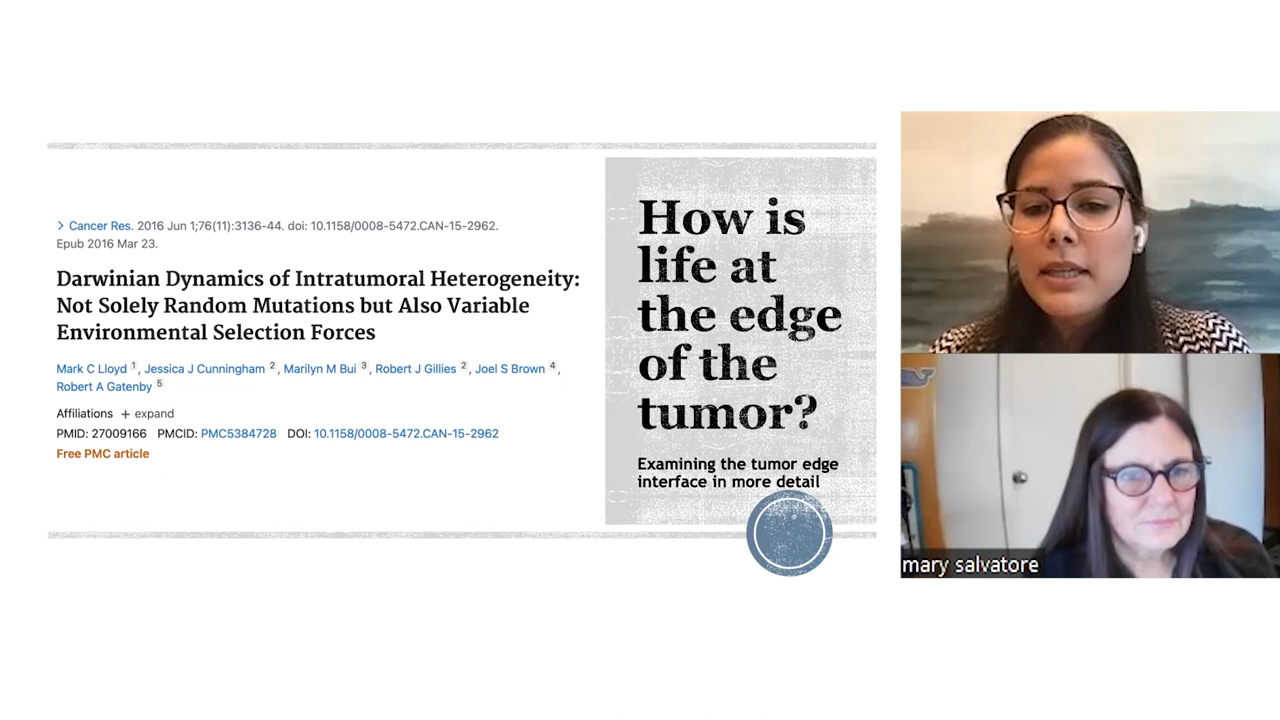 > Cancer Res. 2016 Jun 1;76(11):3136-44. doi: 10.1158/0008-5472.CAN-15-2962.
Epub 2016 Mar 23.
Darwinian Dynamics of Intratumoral Heterogeneity:
Not Solely Random Mutations but Also Variable
Environmental Selection Forces
Mark C Lloyd 1, Jessica J Cunningham 2, Marilyn M Bui 3, Robert J Gillies 2, Joel S Brown 4,
Robert A Gatenby 5
Affiliations + expand
PMID: 27009166 PMCID: PMC5384728 DOI: 10.1158/0008-5472.CAN-15-2962
Free PMC article
How is
life at
the edge
of the
tumor?
Examining the tumor edge
interface in more detail
mary salvatore